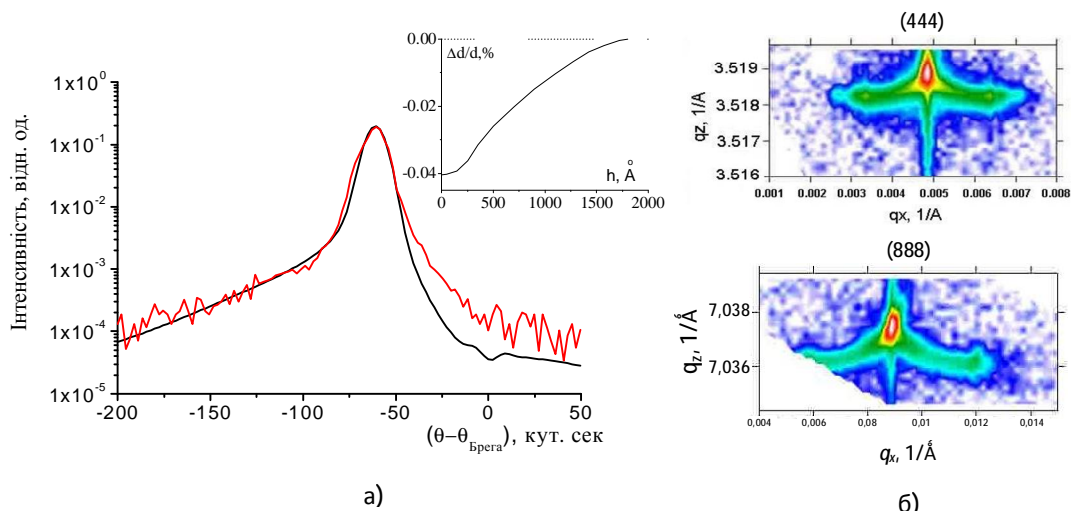 0.00
Δd/d,%
-0.02
-0.04
h, Å
0 500 1000 1500 2000
1x10⁰
1x10⁻¹
1x10⁻²
1x10⁻³
1x10⁻⁴
1x10⁻⁵
Інтенсивність, відн. од.
-200 -150 -100 -50 0 50
(θ–θБрега), кут. сек
а)
(444)
3.519
3.518
3.517
3.516
qz, 1/A
0.001 0.002 0.003 0.004 0.005 0.006 0.007 0.008
qx, 1/A
(888)
7,038
7,036
qz, 1/Å
0,004 0,006 0,008 0,01 0,012 0,014
qx, 1/Å
б)